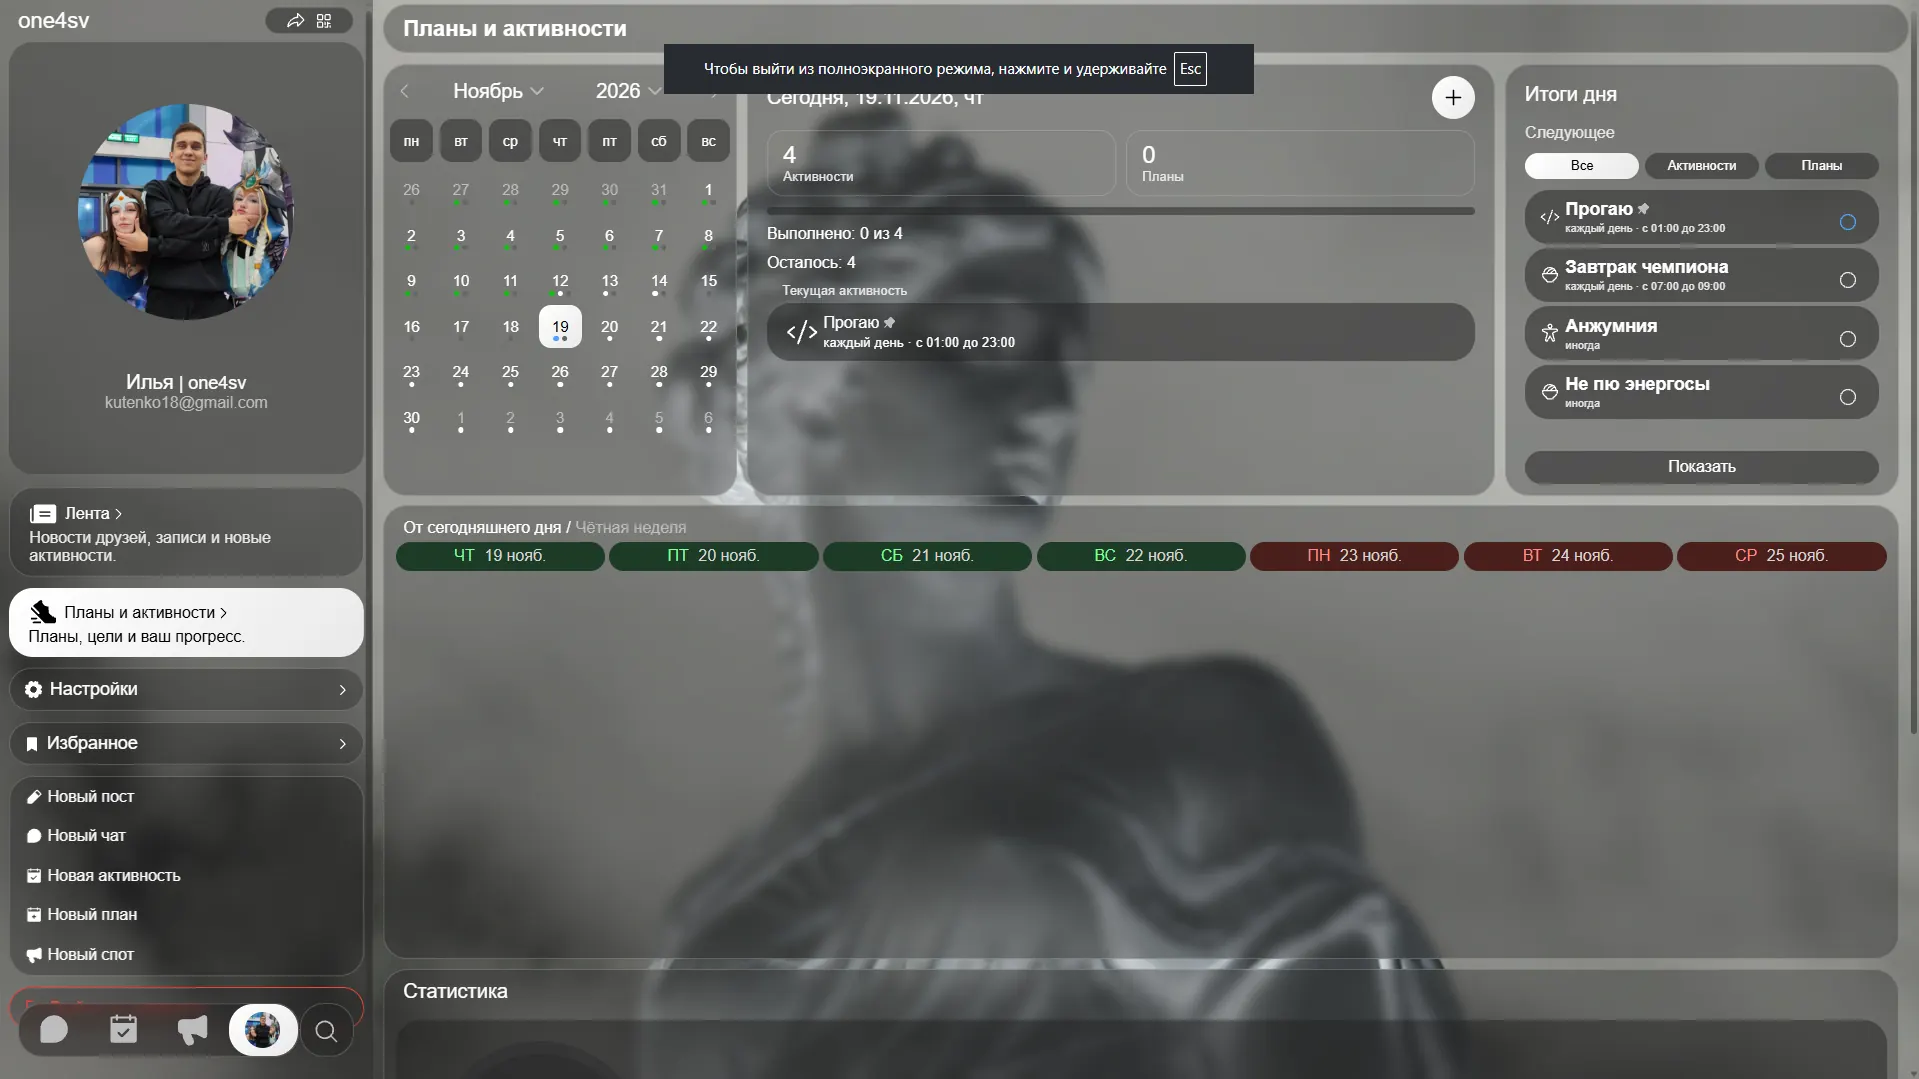 one4sv
Илья | one4sv
kutenko18@gmail.com
Лента
Новости друзей, записи и новые
активности.
Планы и активности
Планы, цели и ваш прогресс.
Настройки
Избранное
Новый пост
Новый чат
Новая активность
Новый план
Новый спот
Планы и активности
Чтобы выйти из полноэкранного режима, нажмите и удерживайте Esc
Ноябрь 2026
пн вт ср чт пт сб вс
26 27 28 29 30 31 1
2 3 4 5 6 7 8
9 10 11 12 13 14 15
16 17 18 19 20 21 22
23 24 25 26 27 28 29
30 1 2 3 4 5 6
Сегодня, 19.11.2026, чт
4
Активности
0
Планы
Выполнено: 0 из 4
Осталось: 4
Текущая активность
Прогаю
каждый день · с 01:00 до 23:00
Итоги дня
Следующее
Все Активности Планы
Прогаю
каждый день · с 01:00 до 23:00
Завтрак чемпиона
каждый день · с 07:00 до 09:00
Анжумния
иногда
Не пю энергосы
иногда
Показать
От сегодняшнего дня / Чётная неделя
ЧТ 19 нояб. ПТ 20 нояб. СБ 21 нояб. ВС 22 нояб. ПН 23 нояб. ВТ 24 нояб. СР 25 нояб.
Статистика